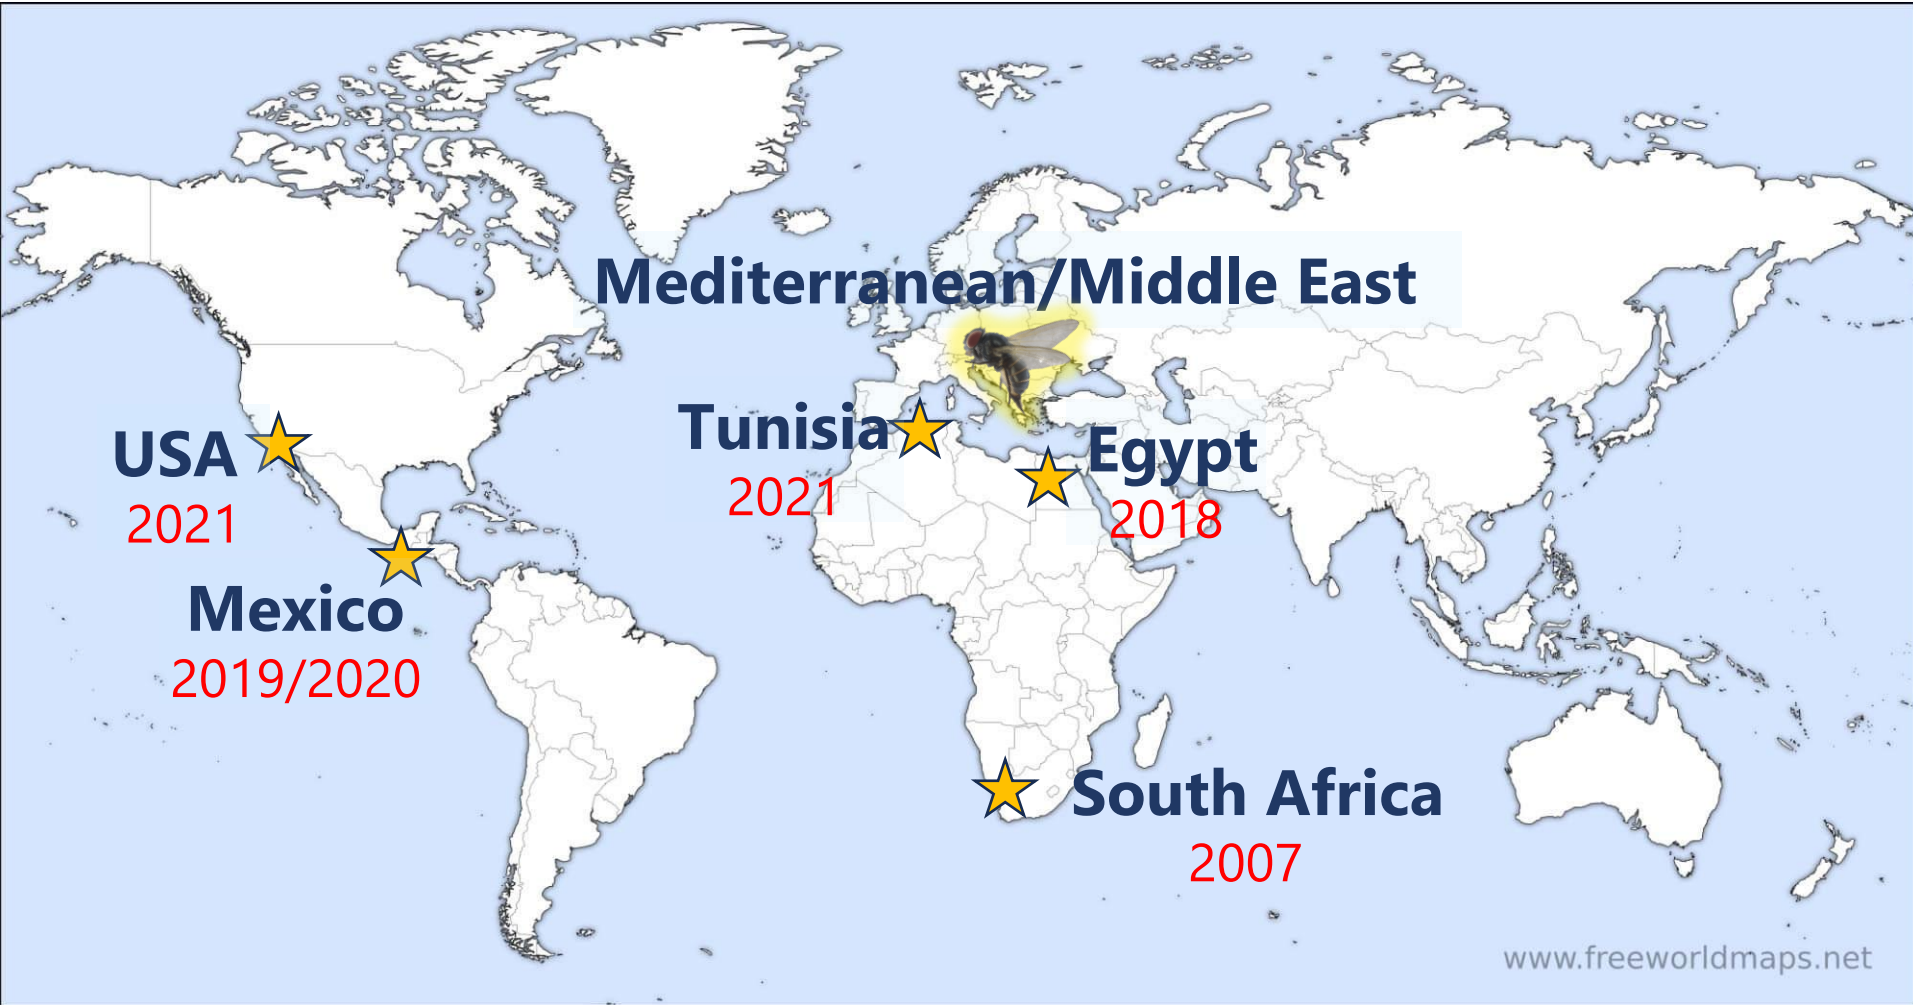 Mediterranean/Middle East
USA
2021
Tunisia
2021
Egypt
2018
Mexico
2019/2020
South Africa
2007
www.freeworldmaps.net